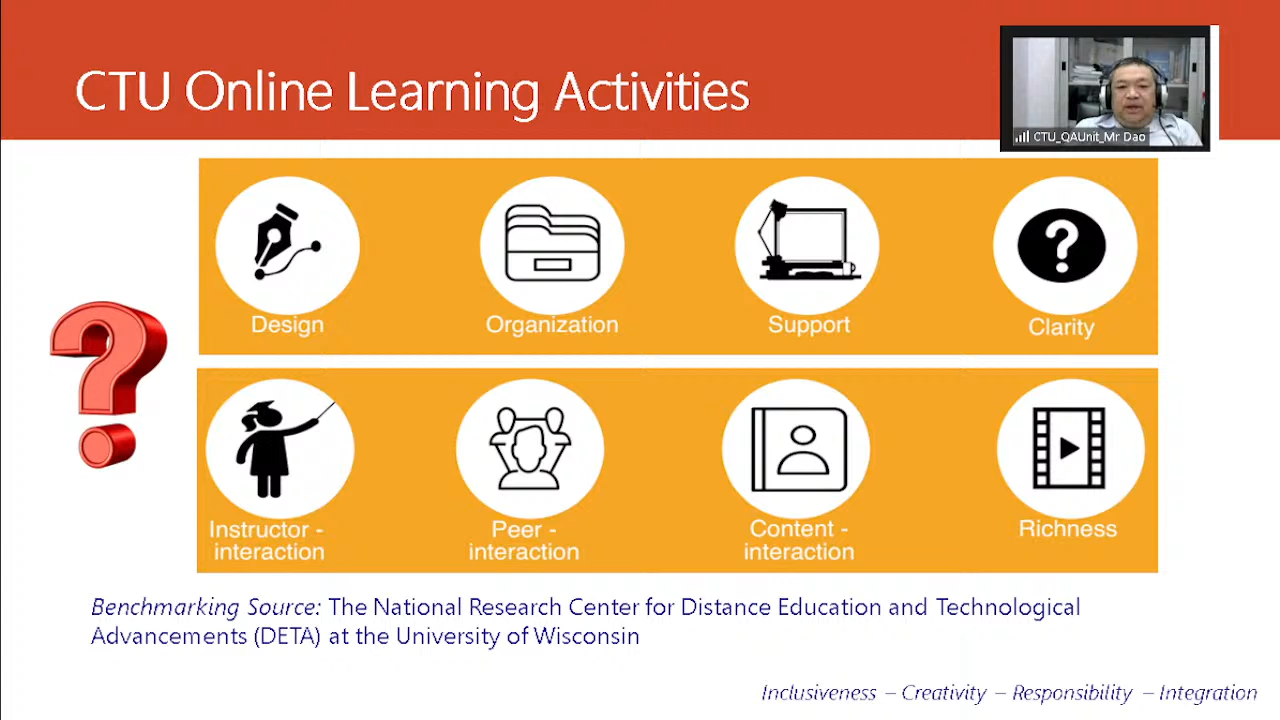 CTU Online Learning Activities
CTU_QAUnit_Mr Dao
Design
Organization
Support
Clarity
Instructor -
interaction
Peer -
interaction
Content -
interaction
Richness
Benchmarking Source: The National Research Center for Distance Education and Technological
Advancements (DETA) at the University of Wisconsin
Inclusiveness – Creativity – Responsibility – Integration